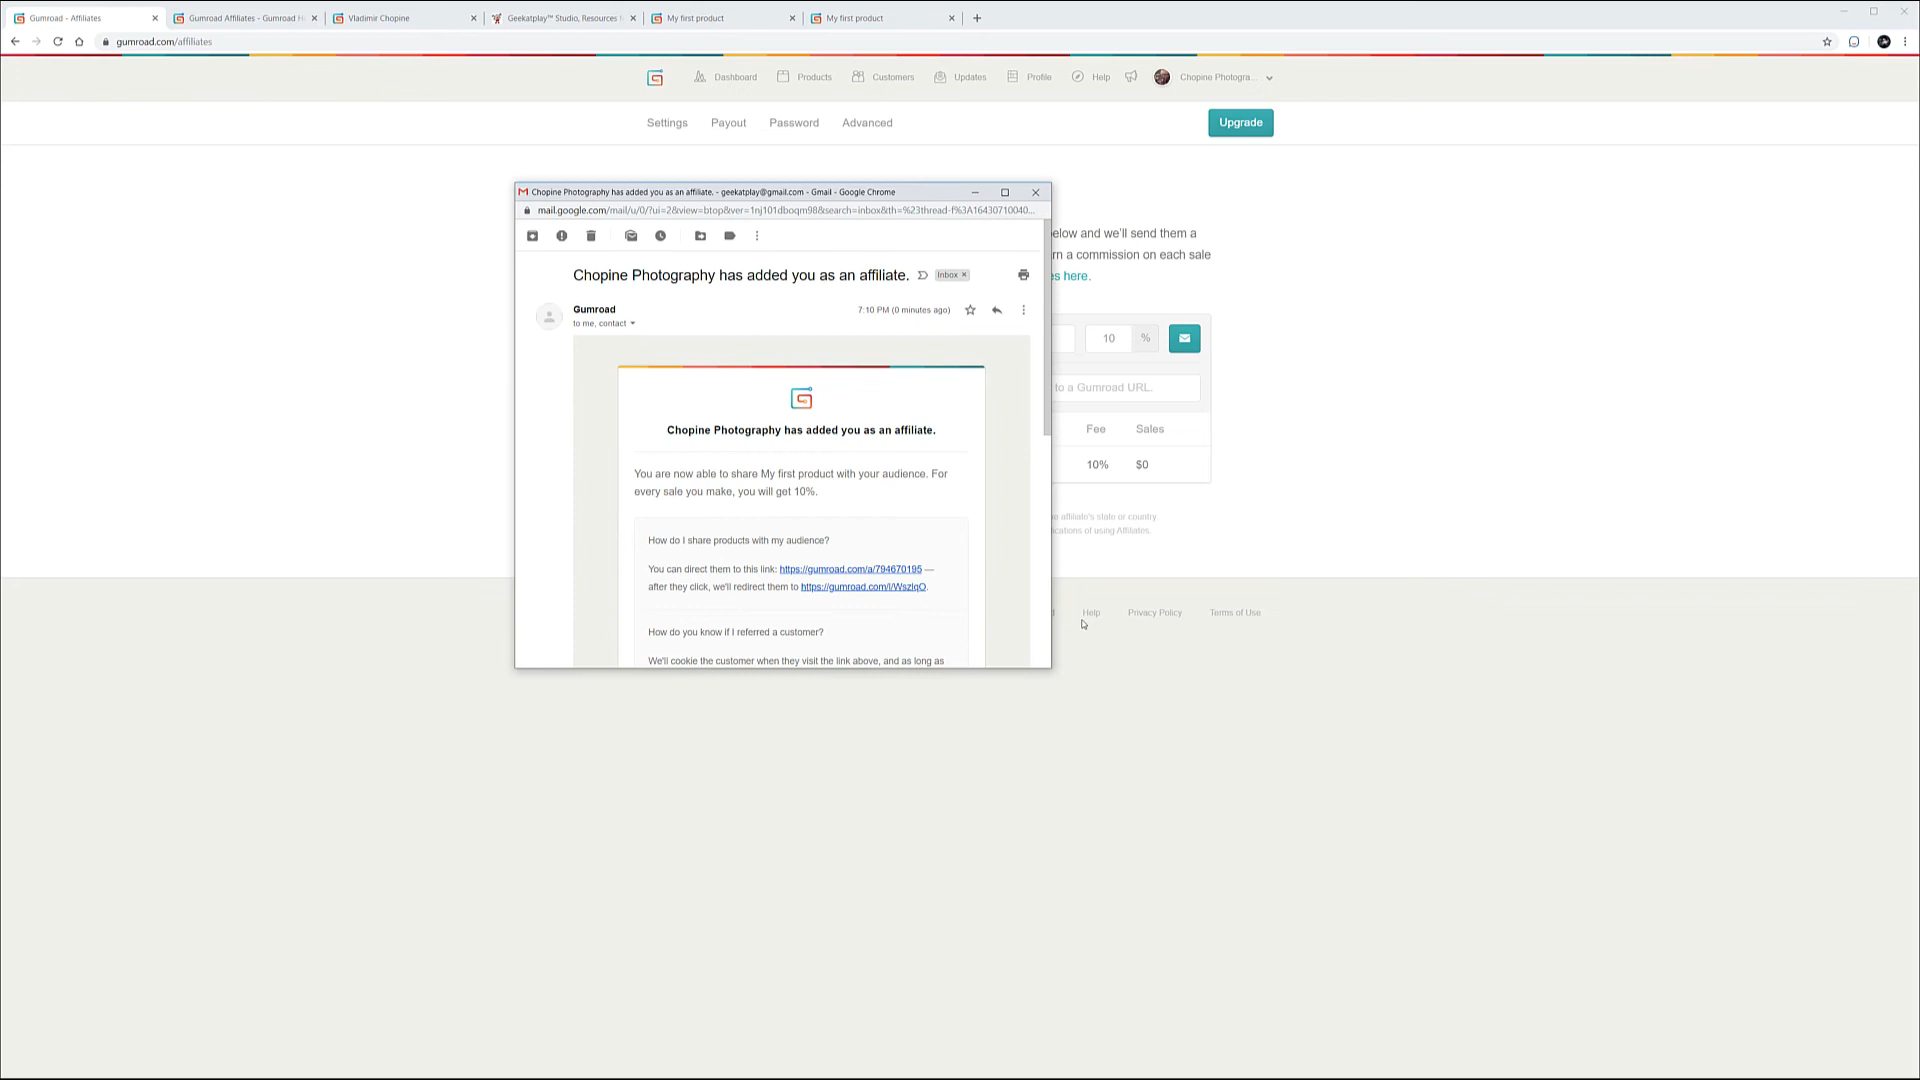 Gumroad - Affiliates
Gumroad Affiliates - Gumroad H
Vladimir Chopine
Geekatplay™ Studio, Resources
My first product
My first product
gumroad.com/affiliates
Dashboard
Products
Customers
Updates
Profile
Help
Chopine Photogra...
Settings
Payout
Password
Advanced
Upgrade
Chopine Photography has added you as an affiliate. - geekatplay@gmail.com - Gmail - Google Chrome
mail.google.com/mail/u/0/?ui=2&view=btop&ver=1nj101dboqm98&search=inbox&th=%23thread-f%3A16430710040...
Chopine Photography has added you as an affiliate.
Inbox ×
Gumroad
7:10 PM (0 minutes ago)
to me, contact
Chopine Photography has added you as an affiliate.
You are now able to share My first product with your audience. For
every sale you make, you will get 10%.
How do I share products with my audience?
You can direct them to this link: https://gumroad.com/a/794670195 —
after they click, we'll redirect them to https://gumroad.com/l/WszlqO.
How do you know if I referred a customer?
We'll cookie the customer when they visit the link above, and as long as
elow and we'll send them a
rn a commission on each sale
s here.
10 %
to a Gumroad URL.
Fee Sales
10% $0
e affiliate's state or country
ications of using Affiliates.
Help
Privacy Policy
Terms of Use